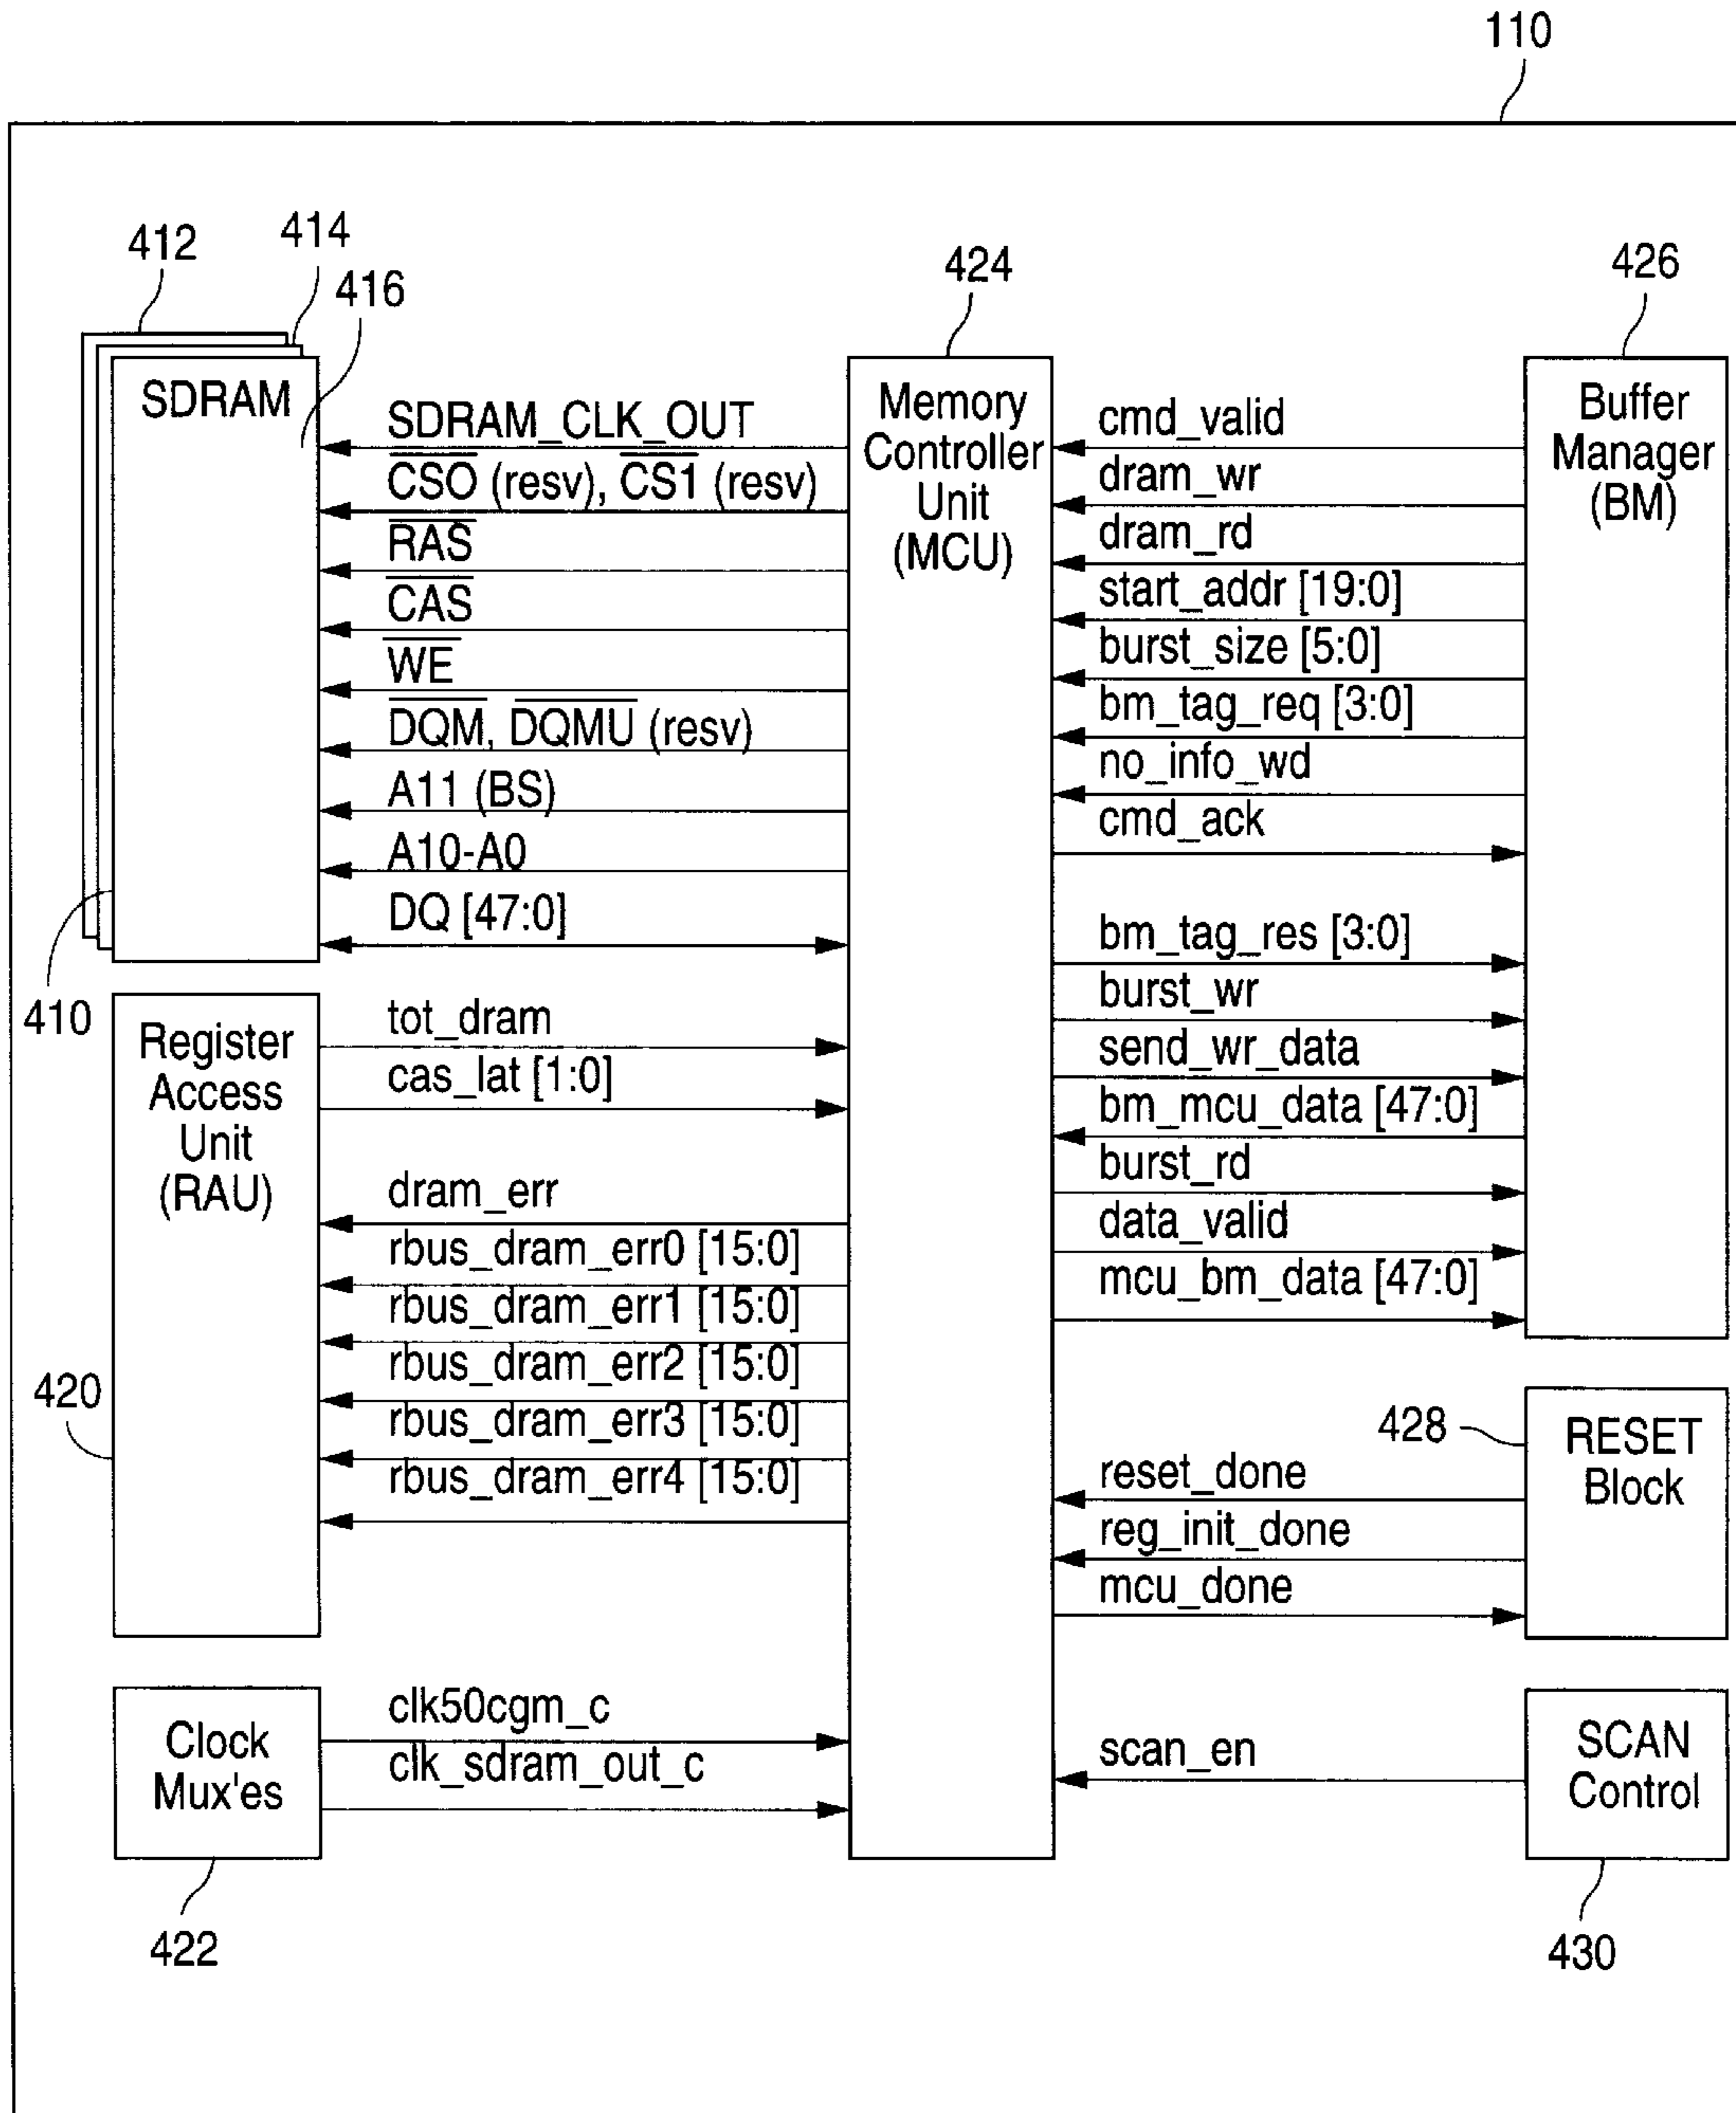 110
412
414
416
424
426
SDRAM
SDRAM_CLK_OUT
CSO (resv), CS1 (resv)
RAS
CAS
WE
DQM, DQMU (resv)
A11 (BS)
A10-A0
DQ [47:0]
410
Memory
Controller
Unit
(MCU)
cmd_valid
dram_wr
dram_rd
start_addr [19:0]
burst_size [5:0]
bm_tag_req [3:0]
no_info_wd
cmd_ack
bm_tag_res [3:0]
burst_wr
send_wr_data
bm_mcu_data [47:0]
burst_rd
data_valid
mcu_bm_data [47:0]
Buffer
Manager
(BM)
Register
Access
Unit
(RAU)
tot_dram
cas_lat [1:0]
dram_err
rbus_dram_err0 [15:0]
rbus_dram_err1 [15:0]
rbus_dram_err2 [15:0]
rbus_dram_err3 [15:0]
rbus_dram_err4 [15:0]
420
428
RESET
Block
reset_done
reg_init_done
mcu_done
Clock
Mux'es
clk50cgm_c
clk_sdram_out_c
422
scan_en
SCAN
Control
430